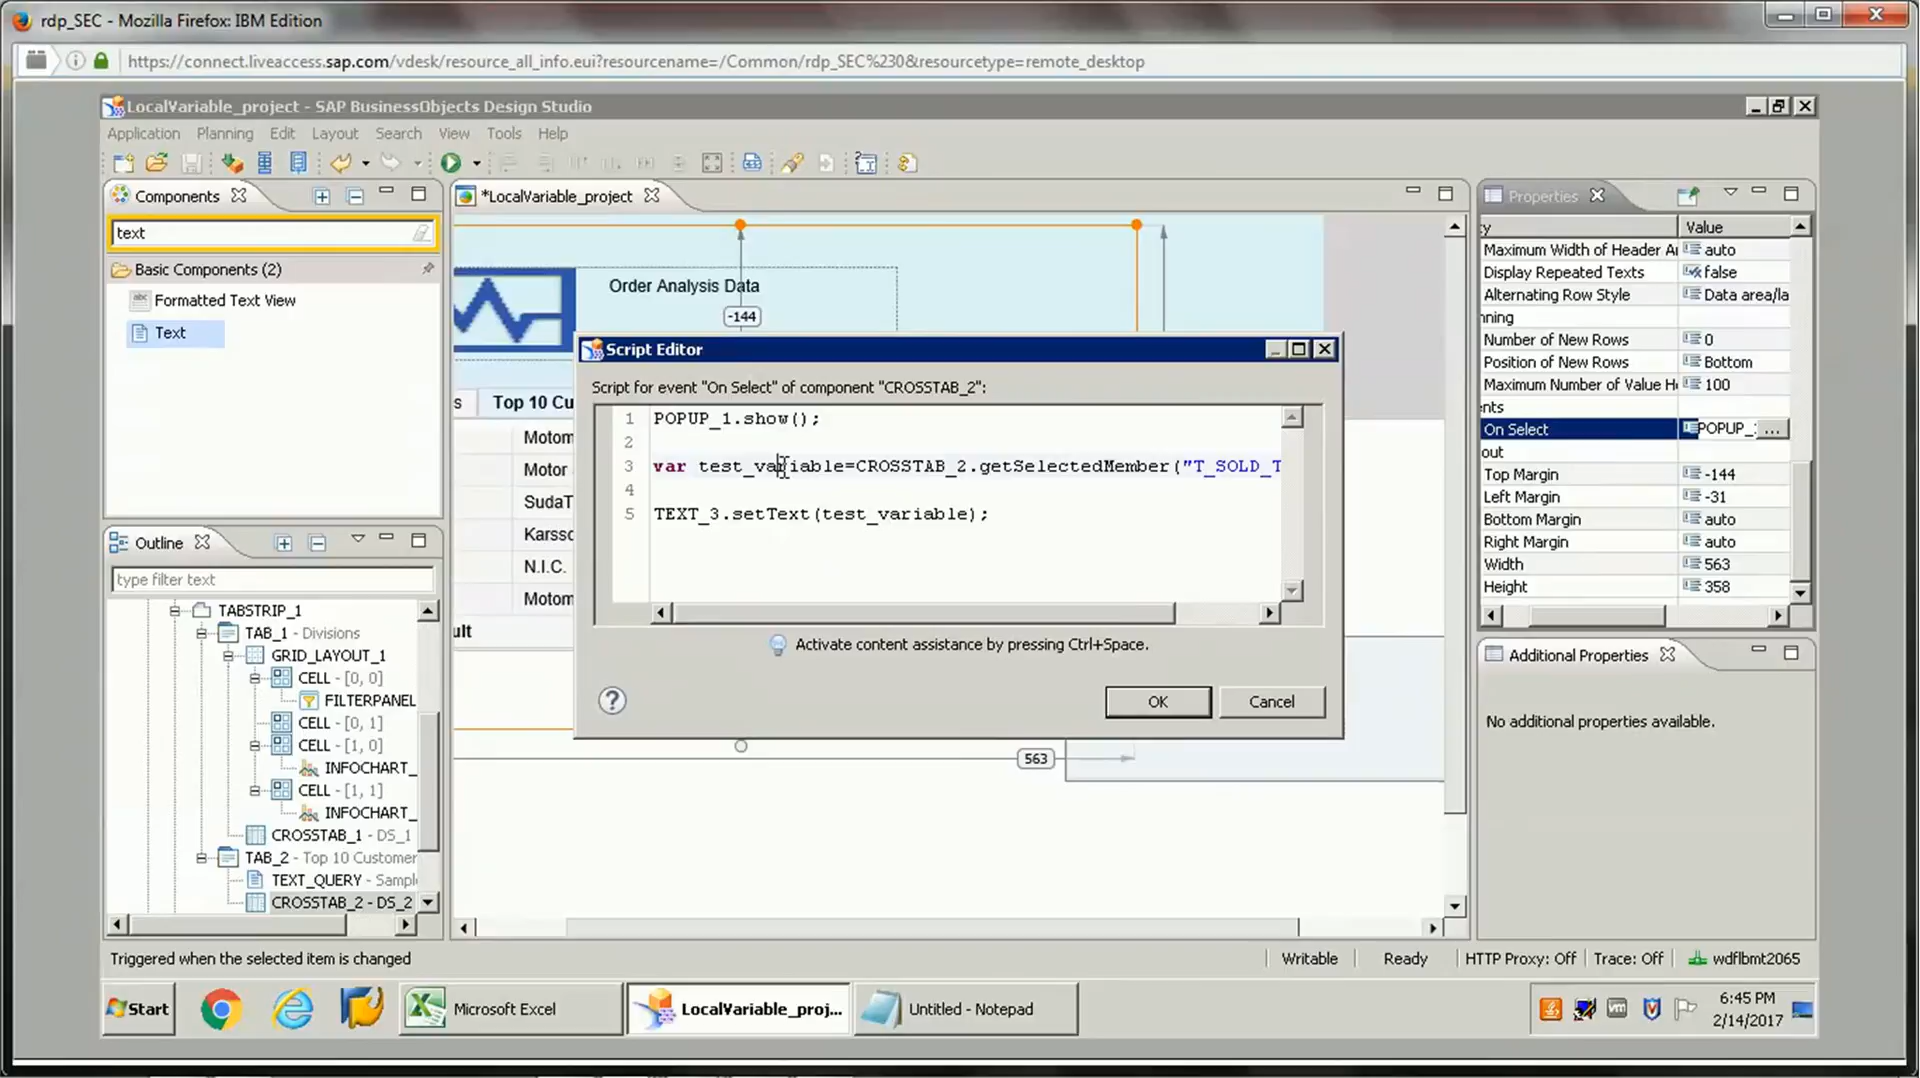 rdp_SEC - Mozilla Firefox: IBM Edition
https://connect.liveaccess.sap.com/vdesk/resource_all_info.eui?resourcename=/Common/rdp_SEC%230&resourcetype=remote_desktop
LocalVariable_project - SAP BusinessObjects Design Studio
Application Planning Edit Layout Search View Tools Help
Components
text
Basic Components (2)
Formatted Text View
Text
*LocalVariable_project
Order Analysis Data
-144
s Top 10 Cu
Motom
Motor
SudaT
Karssc
N.I.C.
Motom
ult
563
Script Editor
Script for event "On Select" of component "CROSSTAB_2":
1 POPUP_1.show();
2
3 var test_variable=CROSSTAB_2.getSelectedMember("T_SOLD_T
4
5 TEXT_3.setText(test_variable);
Activate content assistance by pressing Ctrl+Space.
OK Cancel
Outline
type filter text
TABSTRIP_1
TAB_1 - Divisions
GRID_LAYOUT_1
CELL - [0, 0]
FILTERPANEL
CELL - [0, 1]
CELL - [1, 0]
INFOCHART_
CELL - [1, 1]
INFOCHART_
CROSSTAB_1 - DS_1
TAB_2 - Top 10 Customer
TEXT_QUERY - Sampl
CROSSTAB_2 - DS_2
Properties
ty Value
Maximum Width of Header Ar auto
Display Repeated Texts false
Alternating Row Style Data area/la
nning
Number of New Rows 0
Position of New Rows Bottom
Maximum Number of Value He 100
ents
On Select POPUP_: ...
out
Top Margin -144
Left Margin -31
Bottom Margin auto
Right Margin auto
Width 563
Height 358
Additional Properties
No additional properties available.
Triggered when the selected item is changed
Writable Ready HTTP Proxy: Off Trace: Off wdflbmt2065
Start Microsoft Excel LocalVariable_proj... Untitled - Notepad
6:45 PM
2/14/2017